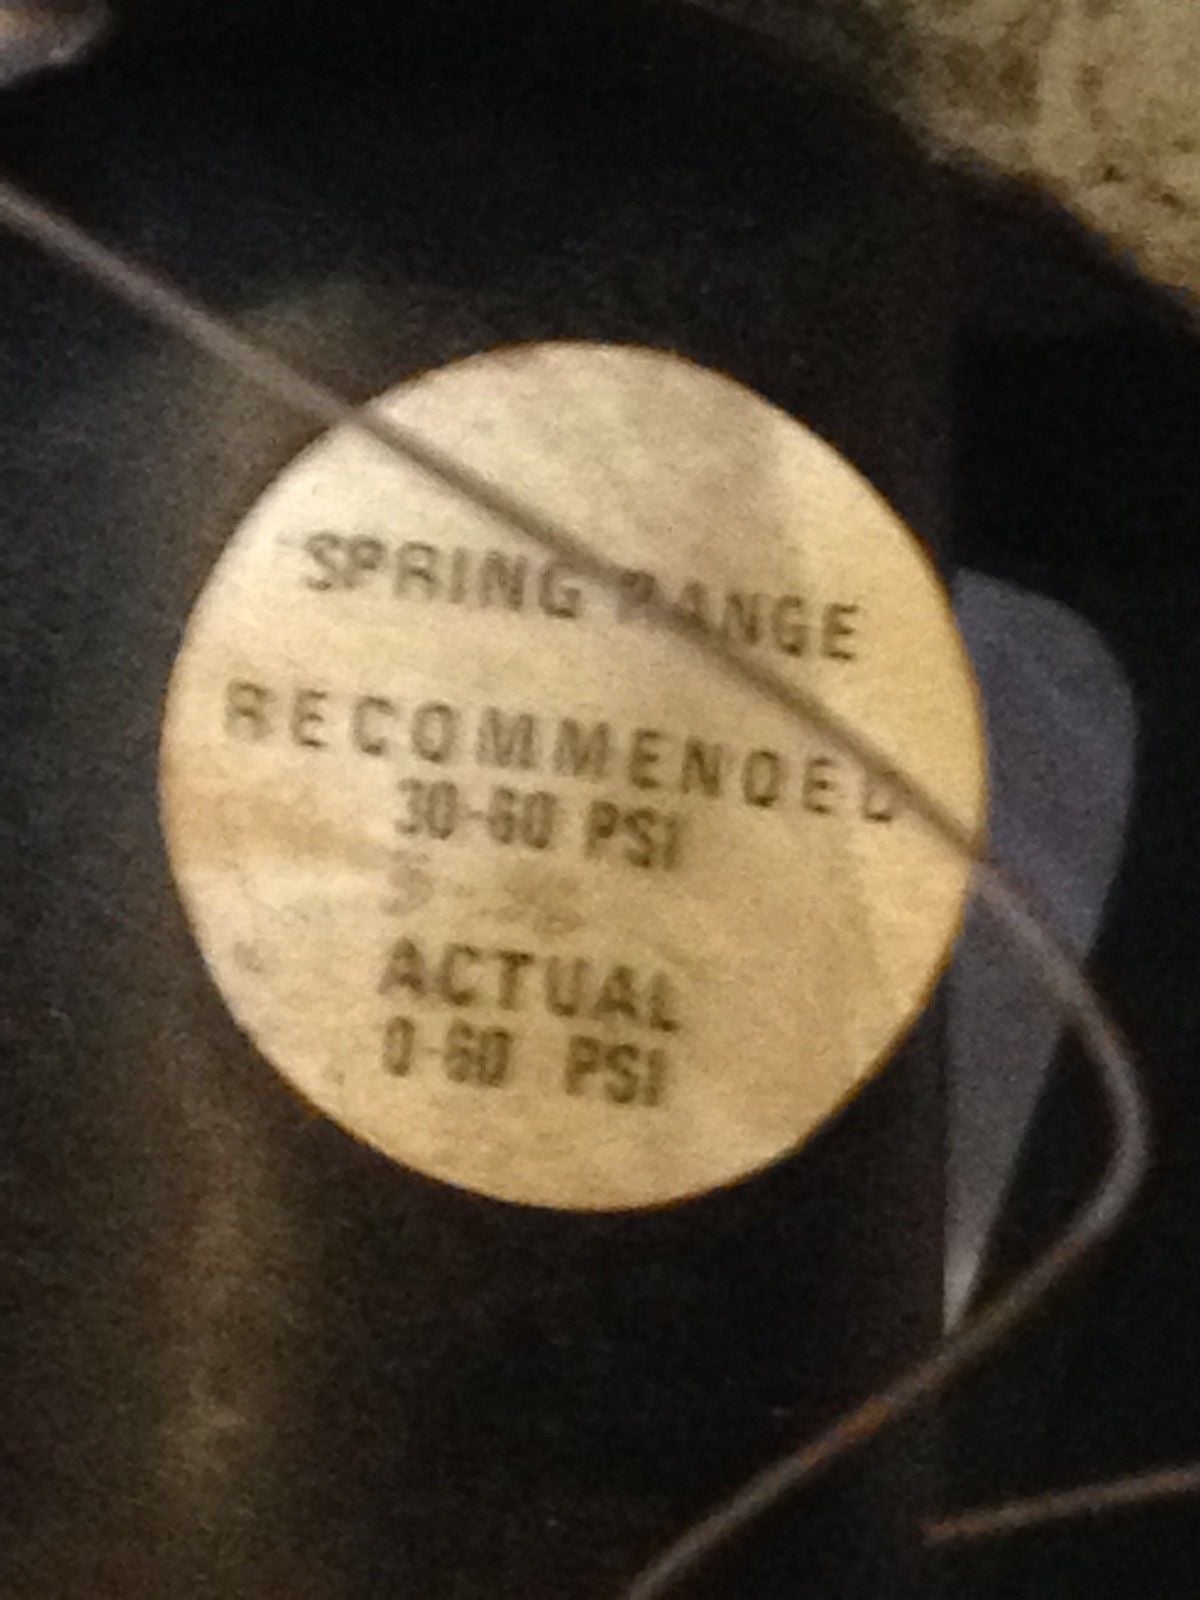 SPRING RANGE
RECOMMENDED
30-60 PSI
ACTUAL
0-60 PSI